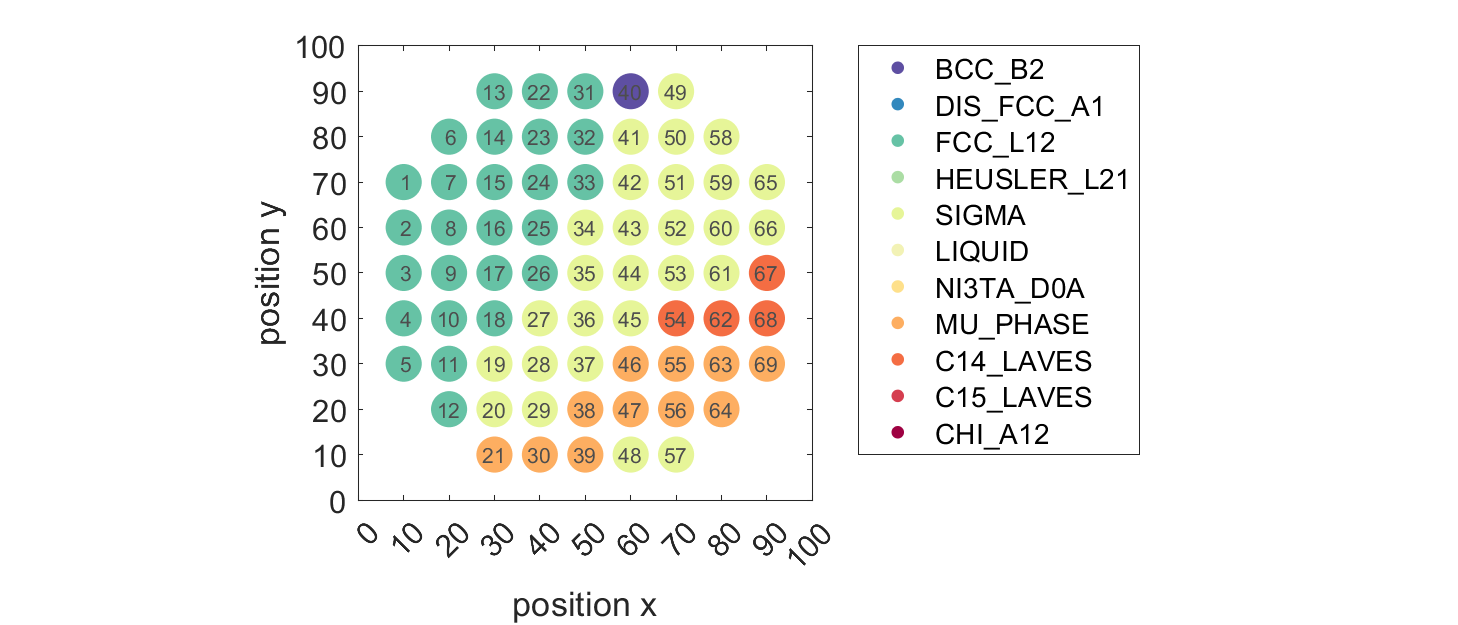 100
90
80
70
60
50
40
30
20
10
0
13 22 31 40 49
6 14 23 32 41 50 58
1 7 15 24 33 42 51 59 65
2 8 16 25 34 43 52 60 66
3 9 17 26 35 44 53 61 67
4 10 18 27 36 45 54 62 68
5 11 19 28 37 46 55 63 69
12 20 29 38 47 56 64
21 30 39 48 57
0 10 20 30 40 50 60 70 80 90 100
position x
position y
BCC_B2
DIS_FCC_A1
FCC_L12
HEUSLER_L21
SIGMA
LIQUID
NI3TA_D0A
MU_PHASE
C14_LAVES
C15_LAVES
CHI_A12